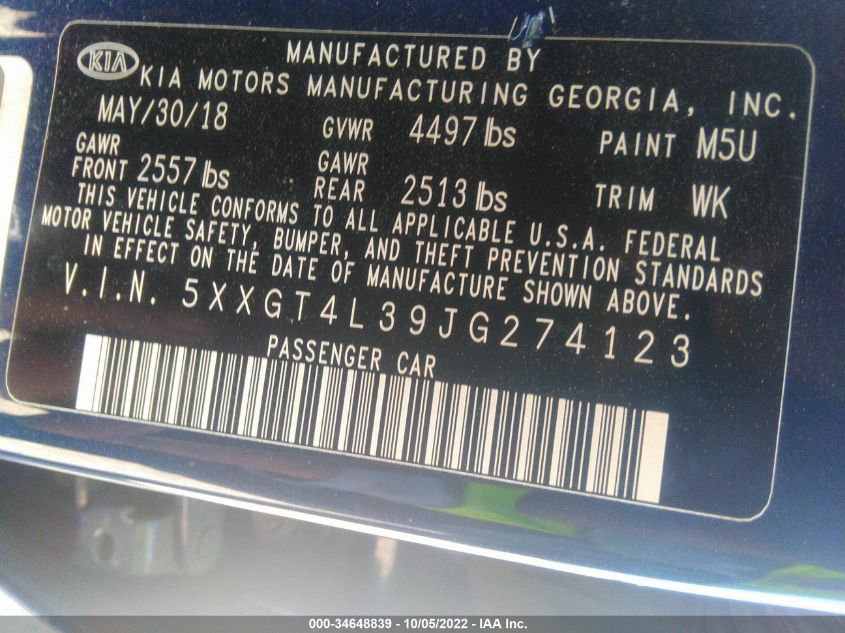 KIA
MANUFACTURED BY
KIA MOTORS MANUFACTURING GEORGIA, INC.
MAY/30/18 GVWR 4497 lbs PAINT M5U
GAWR FRONT 2557 lbs GAWR REAR 2513 lbs TRIM WK
THIS VEHICLE CONFORMS TO ALL APPLICABLE U.S.A. FEDERAL
MOTOR VEHICLE SAFETY, BUMPER, AND THEFT PREVENTION STANDARDS
IN EFFECT ON THE DATE OF MANUFACTURE SHOWN ABOVE.
V.I.N. 5XXGT4L39JG274123
PASSENGER CAR
000-34648839 - 10/05/2022 - IAA Inc.